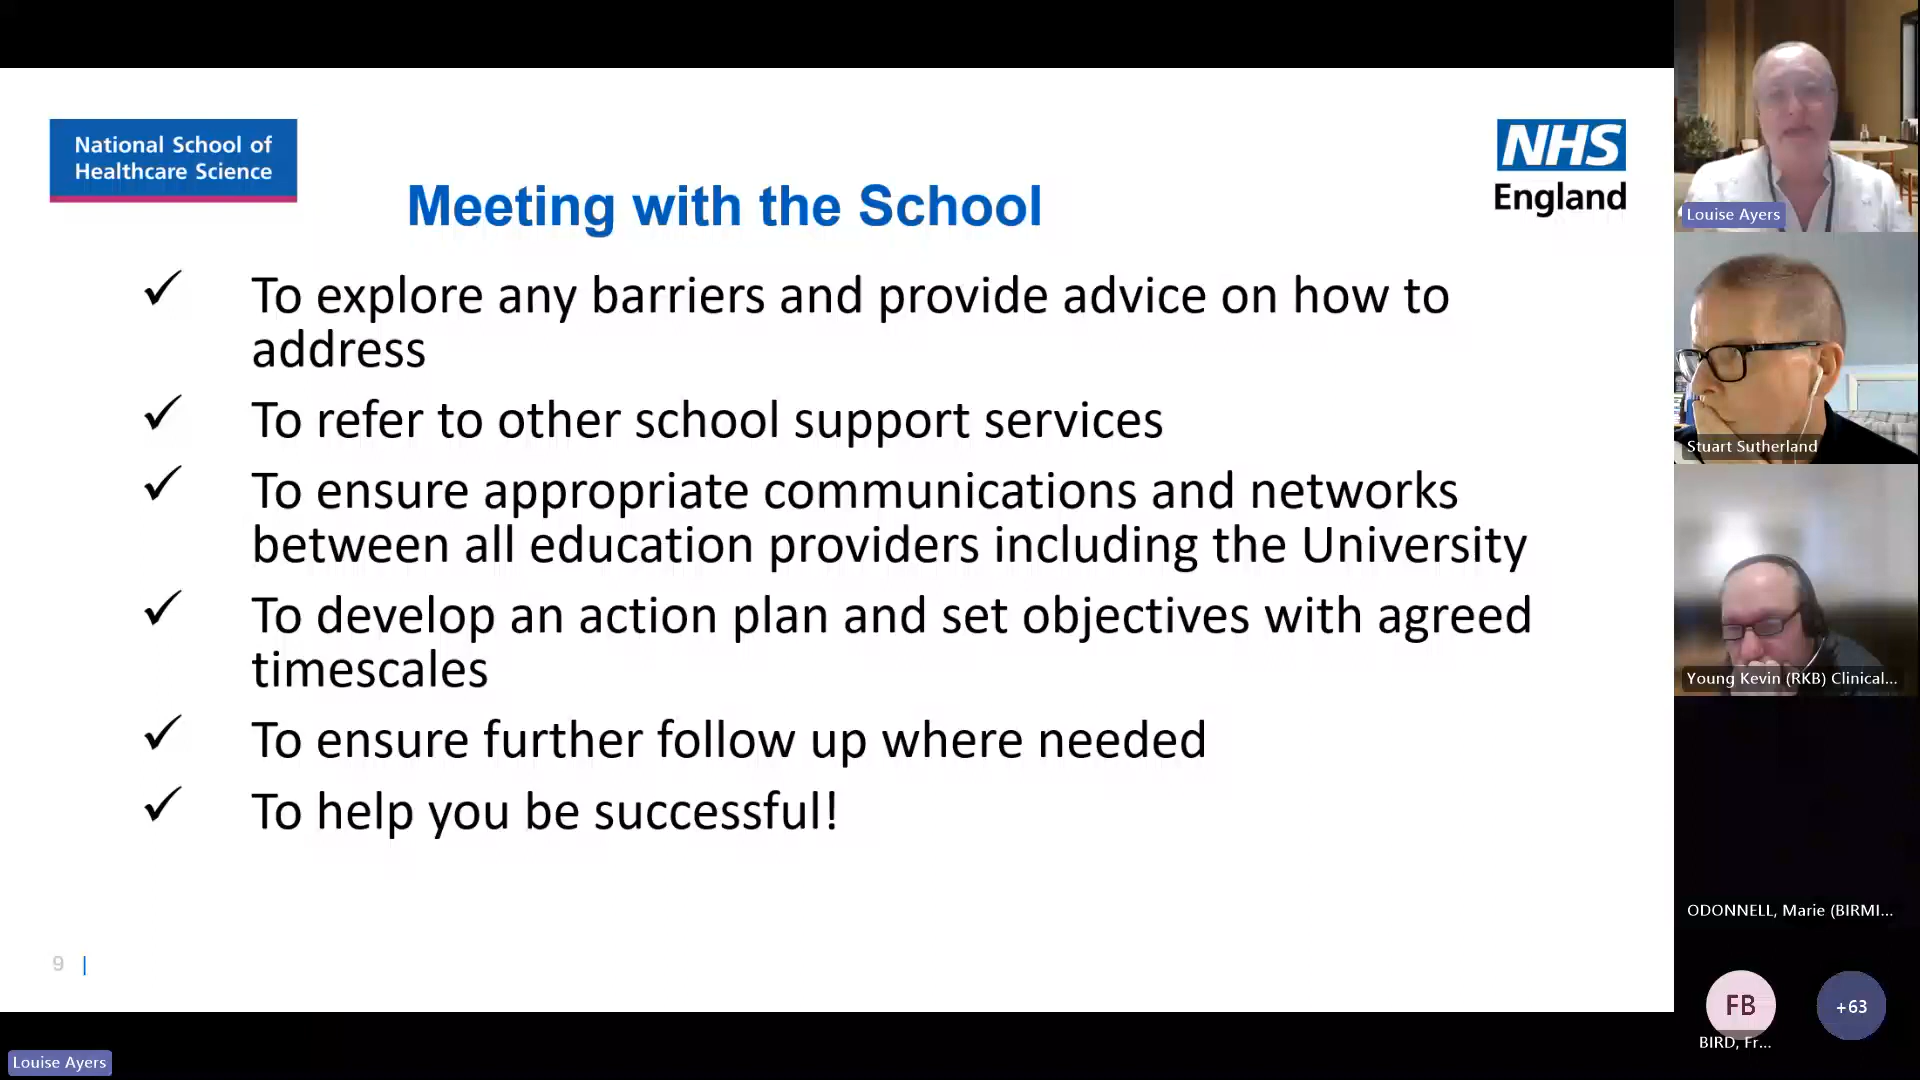 National School of
Healthcare Science
NHS
England
Meeting with the School
✓ To explore any barriers and provide advice on how to
address
✓ To refer to other school support services
✓ To ensure appropriate communications and networks
between all education providers including the University
✓ To develop an action plan and set objectives with agreed
timescales
✓ To ensure further follow up where needed
✓ To help you be successful!
9 |
Louise Ayers
Louise Ayers
Stuart Sutherland
Young Kevin (RKB) Clinical...
ODONNELL, Marie (BIRMI...
FB
BIRD, Fr...
+63